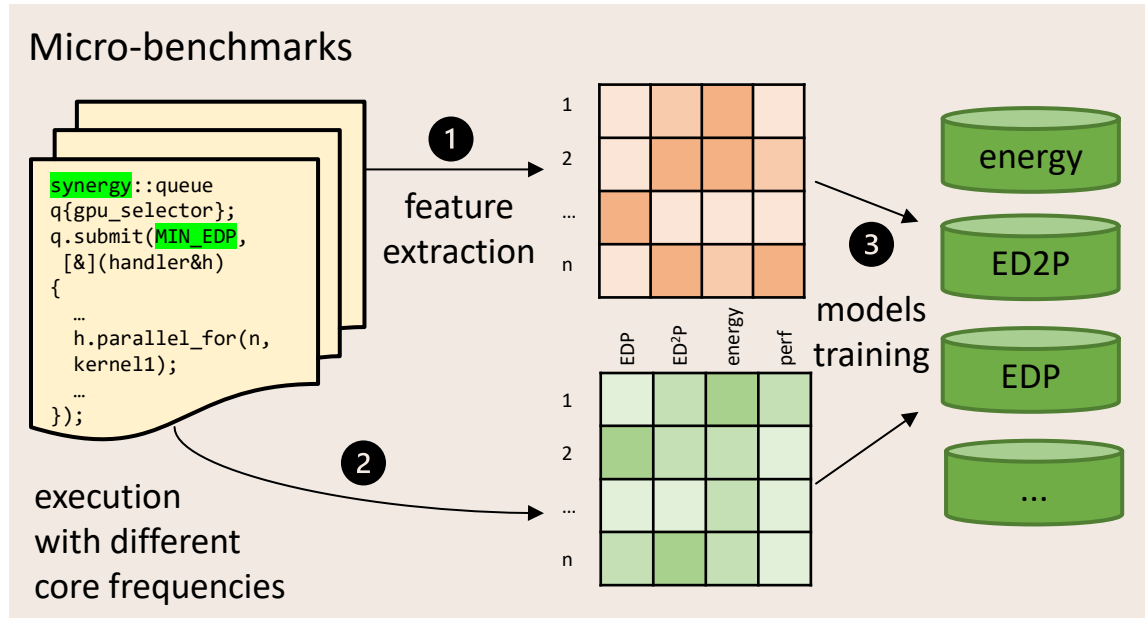 Micro-benchmarks
synergy::queue
q{gpu_selector};
q.submit(MIN_EDP,
[&](handler&h)
{
…
h.parallel_for(n,
kernel1);
…
});
1
feature
extraction
2
execution
with different
core frequencies
1
2
…
n
EDP
ED²P
energy
perf
1
2
…
n
3
models
training
energy
ED2P
EDP
...